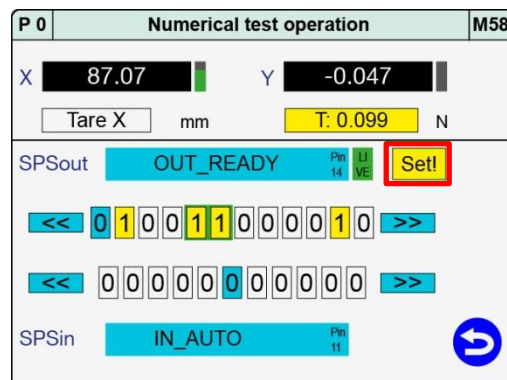 P 0 Numerical test operation M58
X 87.07 Y -0.047
Tare X mm T: 0.099 N
SPSout OUT_READY Pin 14 LI VE Set!
<< 0 1 0 0 1 1 0 0 0 0 1 0 >>
<< 0 0 0 0 0 0 0 0 0 0 0 0 >>
SPSin IN_AUTO Pin 11